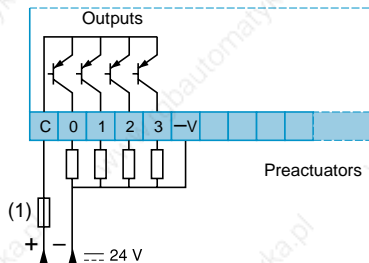 Outputs
C 0 1 2 3 —V
Preactuators
(1)
+ – ⎓ 24 V